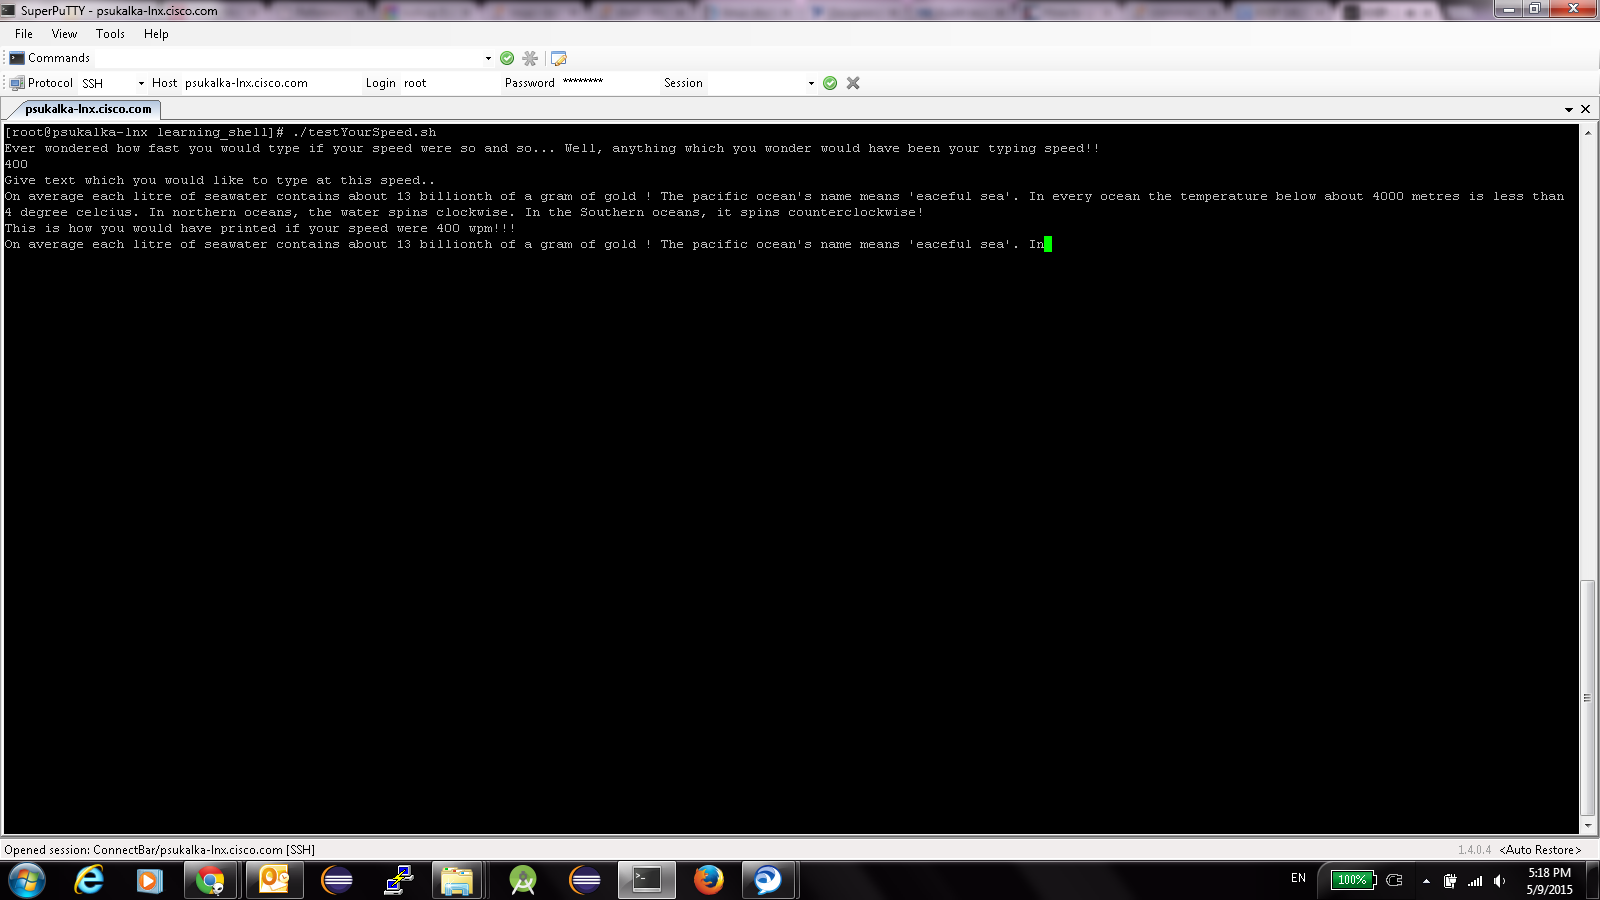 SuperPuTTY - psukalka-lnx.cisco.com
File View Tools Help
Commands
Protocol SSH Host psukalka-lnx.cisco.com Login root Password ******** Session
psukalka-lnx.cisco.com
[root@psukalka-lnx learning_shell]# ./testYourSpeed.sh
Ever wondered how fast you would type if your speed were so and so... Well, anything which you wonder would have been your typing speed!!
400
Give text which you would like to type at this speed..
On average each litre of seawater contains about 13 billionth of a gram of gold ! The pacific ocean's name means 'eaceful sea'. In every ocean the temperature below about 4000 metres is less than
4 degree celcius. In northern oceans, the water spins clockwise. In the Southern oceans, it spins counterclockwise!
This is how you would have printed if your speed were 400 wpm!!!
On average each litre of seawater contains about 13 billionth of a gram of gold ! The pacific ocean's name means 'eaceful sea'. In
Opened session: ConnectBar/psukalka-lnx.cisco.com [SSH] 1.4.0.4 <Auto Restore>
EN 100% 5:18 PM
5/9/2015